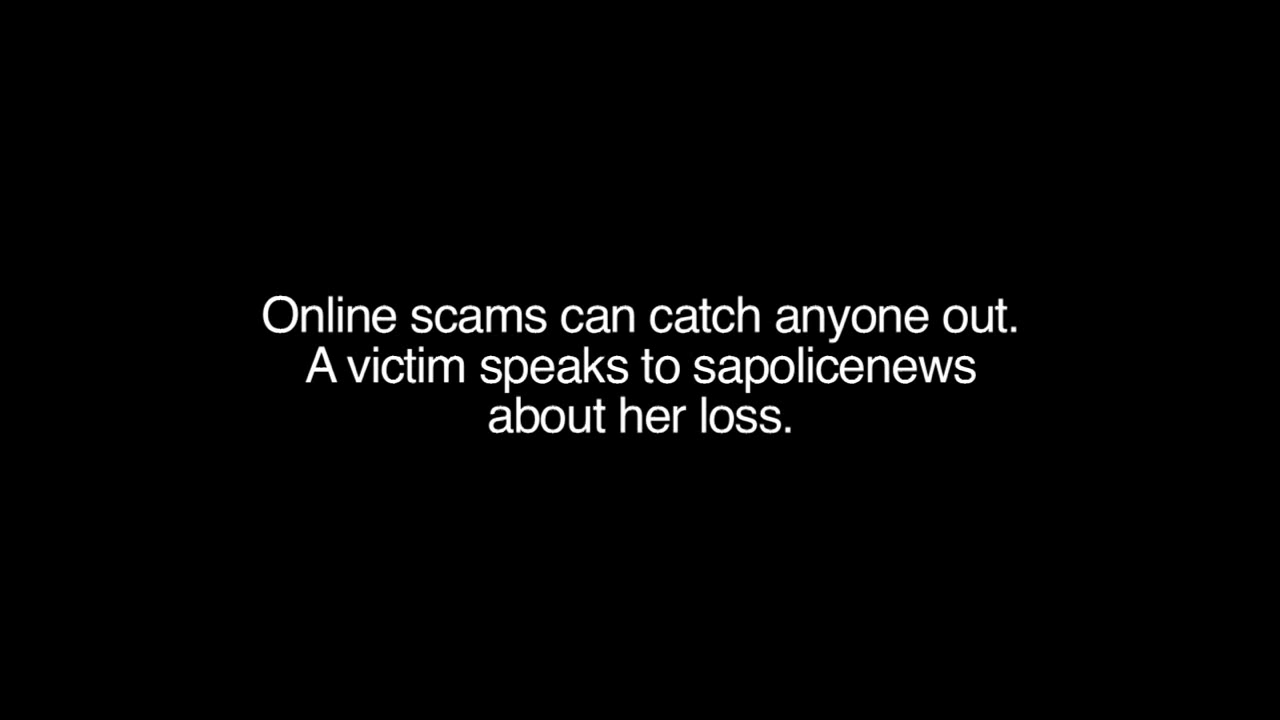 Online scams can catch anyone out.
A victim speaks to sapolicenews
about her loss.